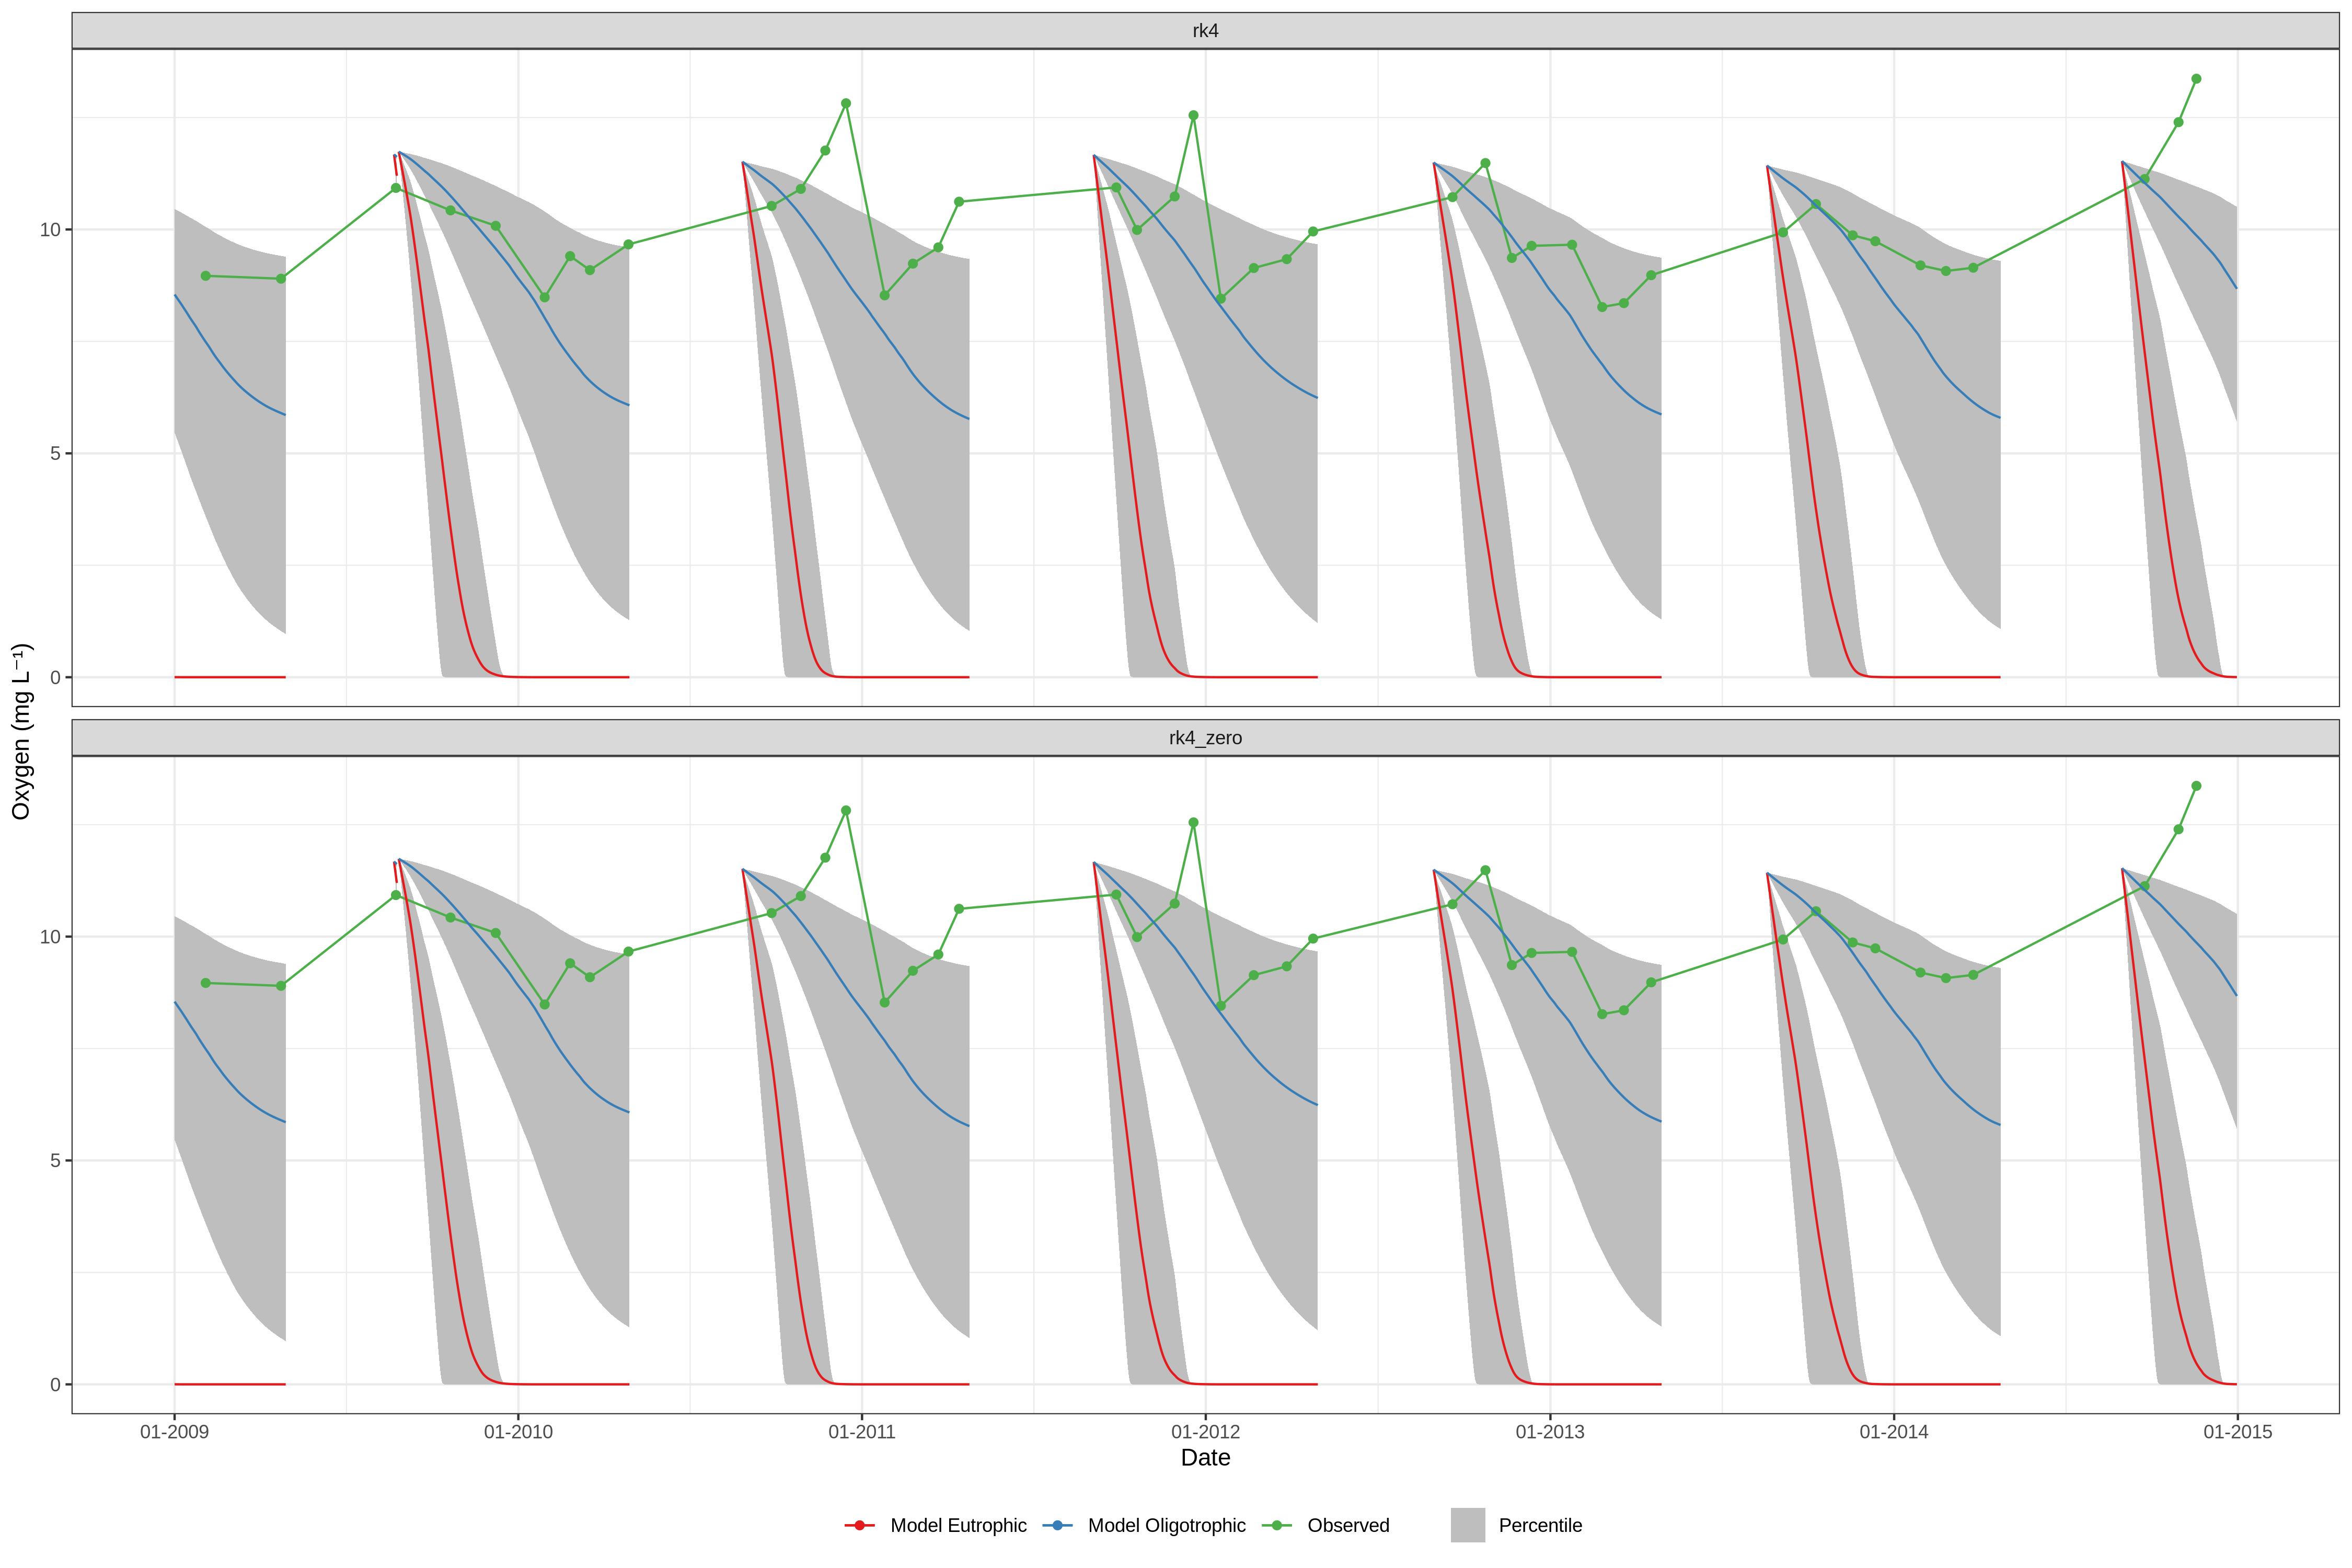 rk4
10
5
0
Oxygen (mg L⁻¹)
rk4_zero
10
5
0
01-2009 01-2010 01-2011 01-2012 01-2013 01-2014 01-2015
Date
Model Eutrophic Model Oligotrophic Observed Percentile